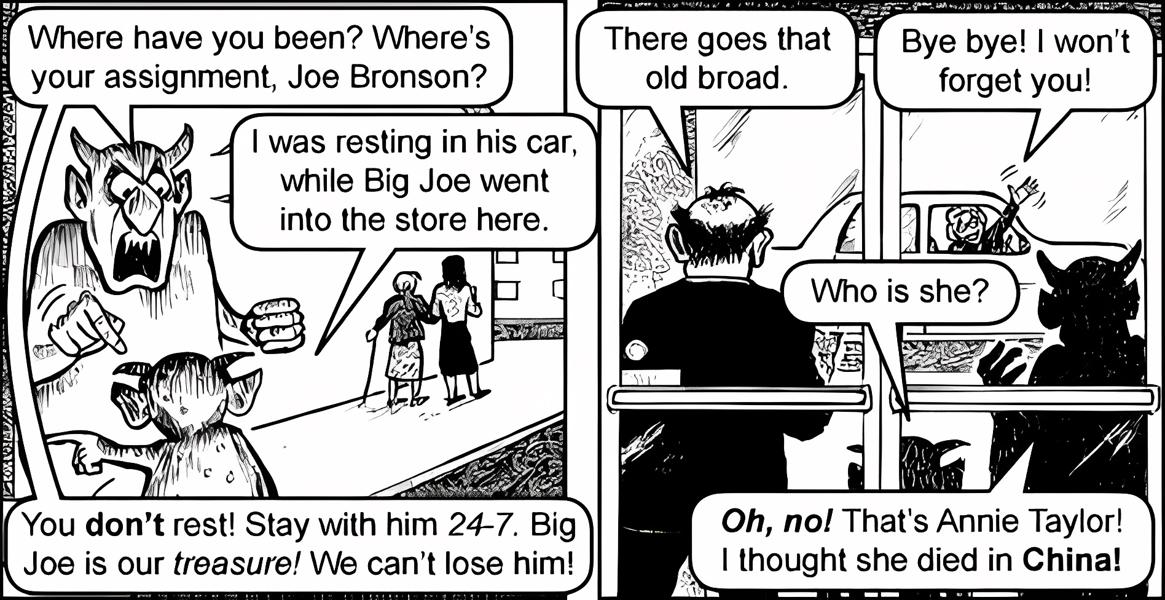 Where have you been? Where's
your assignment, Joe Bronson?
I was resting in his car,
while Big Joe went
into the store here.
You don't rest! Stay with him 24-7. Big
Joe is our treasure! We can't lose him!
There goes that
old broad.
Bye bye! I won't
forget you!
Who is she?
Oh, no! That's Annie Taylor!
I thought she died in China!